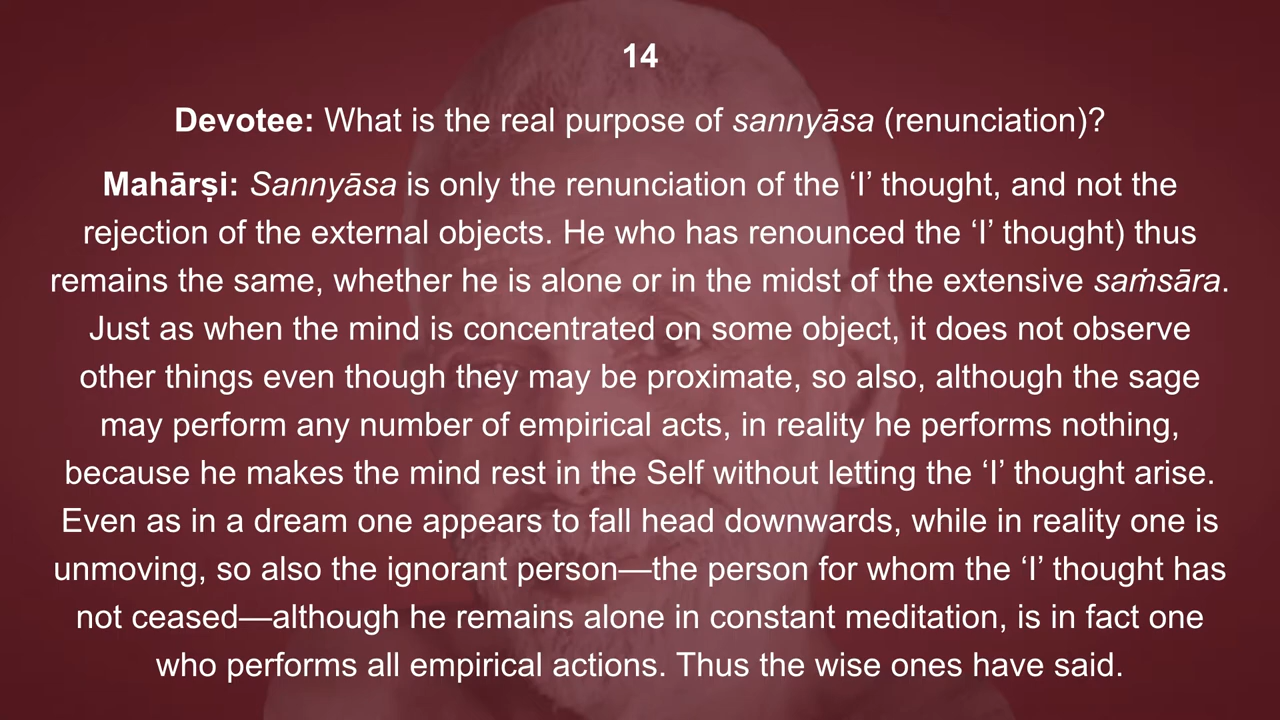 14
Devotee: What is the real purpose of sannyāsa (renunciation)?
Mahārṣi: Sannyāsa is only the renunciation of the ‘I’ thought, and not the
rejection of the external objects. He who has renounced the ‘I’ thought) thus
remains the same, whether he is alone or in the midst of the extensive saṁsāra.
Just as when the mind is concentrated on some object, it does not observe
other things even though they may be proximate, so also, although the sage
may perform any number of empirical acts, in reality he performs nothing,
because he makes the mind rest in the Self without letting the ‘I’ thought arise.
Even as in a dream one appears to fall head downwards, while in reality one is
unmoving, so also the ignorant person—the person for whom the ‘I’ thought has
not ceased—although he remains alone in constant meditation, is in fact one
who performs all empirical actions. Thus the wise ones have said.